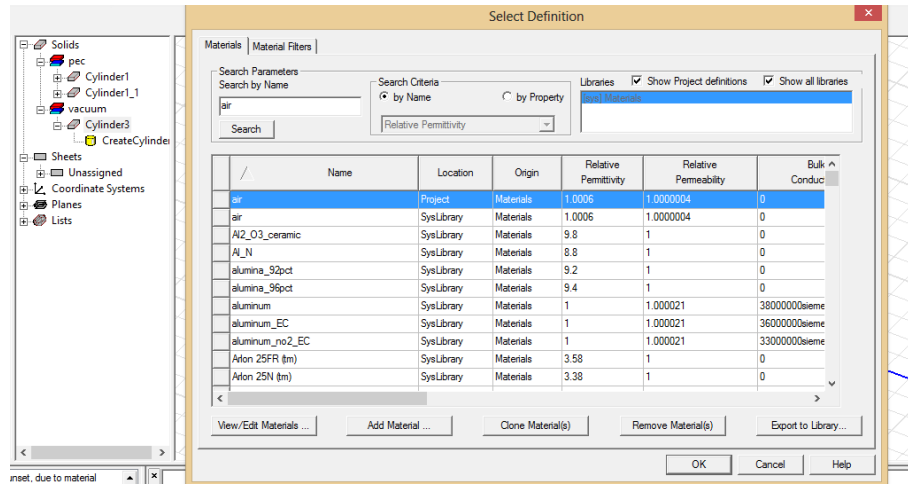 Select Definition
Solids
pec
Cylinder1
Cylinder1_1
vacuum
Cylinder3
CreateCylinder
Sheets
Unassigned
Coordinate Systems
Planes
Lists
Materials Material Filters
Search Parameters
Search by Name
air
Search
Search Criteria
by Name by Property
Relative Permittivity
Libraries Show Project definitions Show all libraries
[sys] Materials
/ Name Location Origin Relative Permittivity Relative Permeability Bulk Conduc
air Project Materials 1.0006 1.0000004 0
air SysLibrary Materials 1.0006 1.0000004 0
Al2_O3_ceramic SysLibrary Materials 9.8 1 0
Al_N SysLibrary Materials 8.8 1 0
alumina_92pct SysLibrary Materials 9.2 1 0
alumina_96pct SysLibrary Materials 9.4 1 0
aluminum SysLibrary Materials 1 1.000021 38000000sieme
aluminum_EC SysLibrary Materials 1 1.000021 36000000sieme
aluminum_no2_EC SysLibrary Materials 1 1.000021 33000000sieme
Arlon 25FR (tm) SysLibrary Materials 3.58 1 0
Arlon 25N (tm) SysLibrary Materials 3.38 1 0
View/Edit Materials ... Add Material ... Clone Material(s) Remove Material(s) Export to Library...
OK Cancel Help
unset, due to material